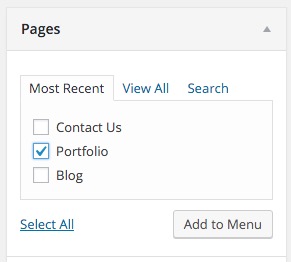 Pages
Most Recent View All Search
Contact Us
Portfolio
Blog
Select All Add to Menu